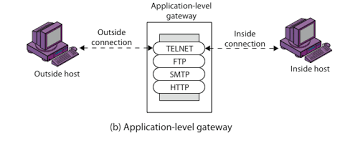 Application-level
gateway
Outside
connection
Inside
connection
TELNET
FTP
SMTP
HTTP
Outside host
Inside host
(b) Application-level gateway